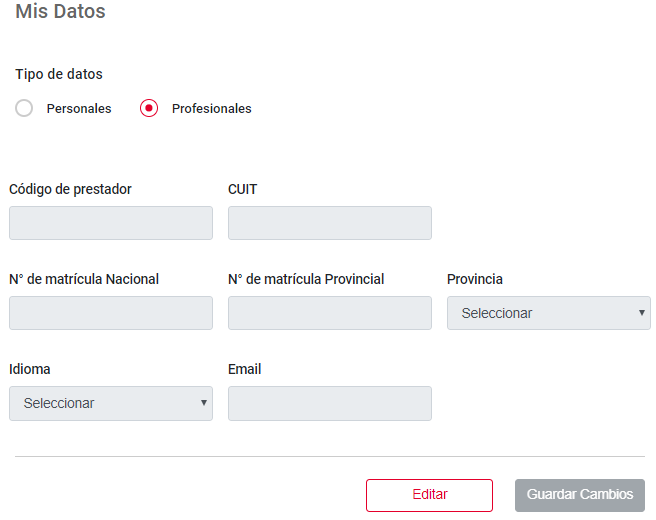 Mis Datos
Tipo de datos
Personales Profesionales
Código de prestador CUIT
N° de matrícula Nacional N° de matrícula Provincial Provincia
Seleccionar
Idioma Email
Seleccionar
Editar Guardar Cambios